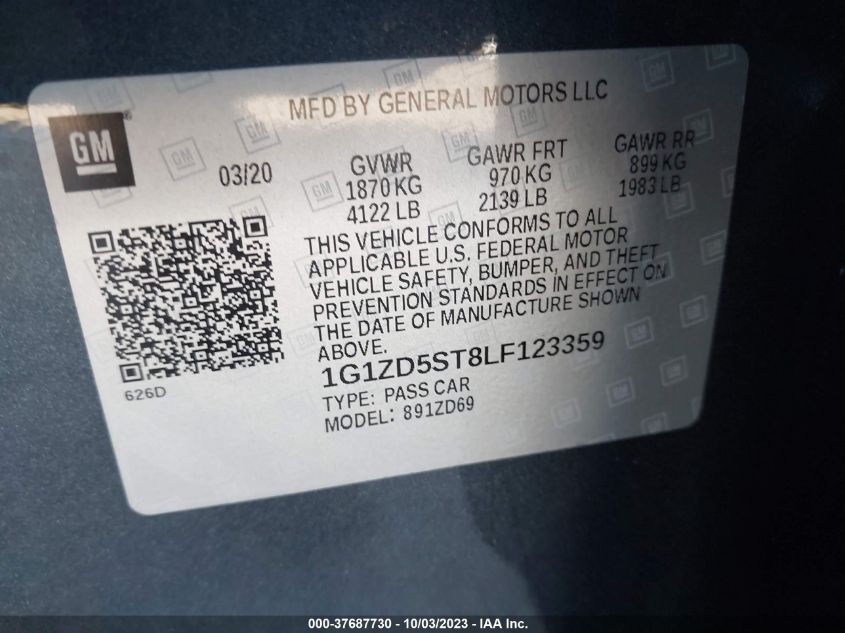 MFD BY GENERAL MOTORS LLC
GM
®
03/20
GVWR
1870 KG
4122 LB
GAWR FRT
970 KG
2139 LB
GAWR RR
899 KG
1983 LB
THIS VEHICLE CONFORMS TO ALL
APPLICABLE U.S. FEDERAL MOTOR
VEHICLE SAFETY, BUMPER, AND THEFT
PREVENTION STANDARDS IN EFFECT ON
THE DATE OF MANUFACTURE SHOWN
ABOVE.
1G1ZD5ST8LF123359
TYPE: PASS CAR
MODEL: 891ZD69
626D
000-37687730 - 10/03/2023 - IAA Inc.